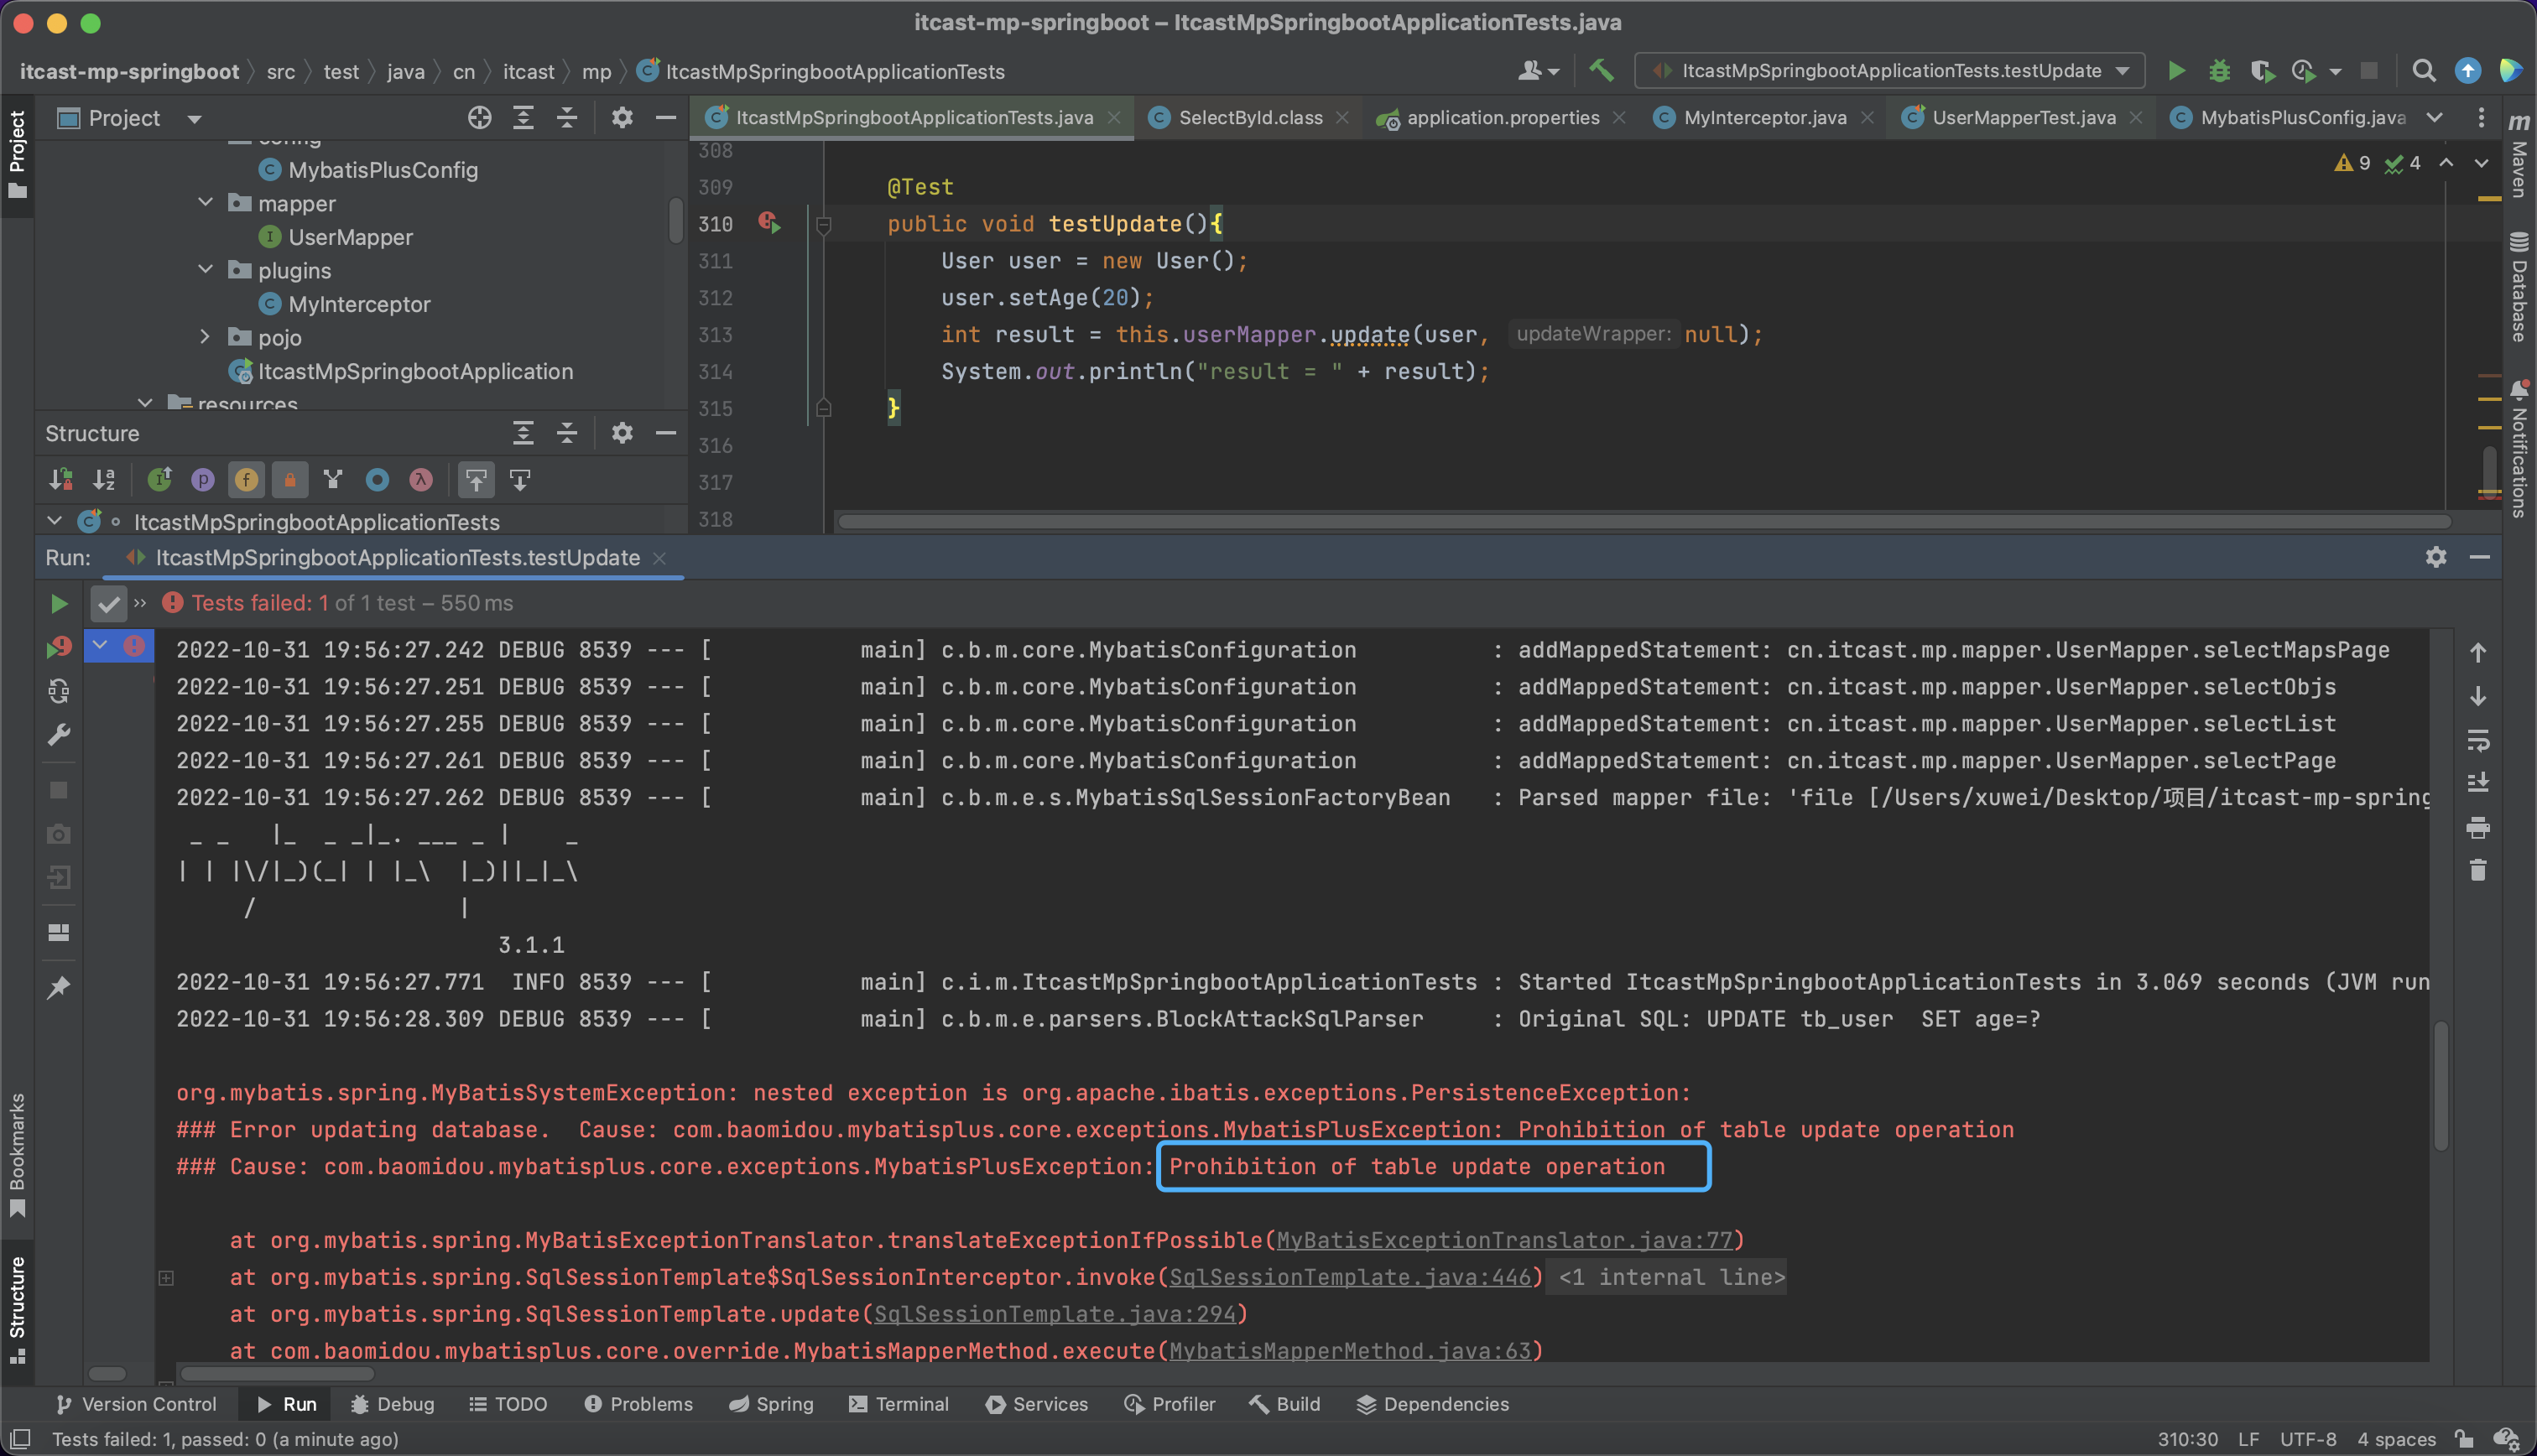 itcast-mp-springboot – ItcastMpSpringbootApplicationTests.java
itcast-mp-springboot src test java cn itcast mp ItcastMpSpringbootApplicationTests
ItcastMpSpringbootApplicationTests.testUpdate
Project
ItcastMpSpringbootApplicationTests.java SelectById.class application.properties MyInterceptor.java UserMapperTest.java MybatisPlusConfig.java
config
MybatisPlusConfig
mapper
UserMapper
plugins
MyInterceptor
pojo
ItcastMpSpringbootApplication
resources
Structure
ItcastMpSpringbootApplicationTests
9 4
308
309 @Test
310 public void testUpdate(){
311 User user = new User();
312 user.setAge(20);
313 int result = this.userMapper.update(user, updateWrapper: null);
314 System.out.println("result = " + result);
315 }
316
317
318
Project
Bookmarks
Structure
m
Maven
Database
Notifications
Run: ItcastMpSpringbootApplicationTests.testUpdate
Tests failed: 1 of 1 test – 550 ms
2022-10-31 19:56:27.242 DEBUG 8539 --- [           main] c.b.m.core.MybatisConfiguration          : addMappedStatement: cn.itcast.mp.mapper.UserMapper.selectMapsPage
2022-10-31 19:56:27.251 DEBUG 8539 --- [           main] c.b.m.core.MybatisConfiguration          : addMappedStatement: cn.itcast.mp.mapper.UserMapper.selectObjs
2022-10-31 19:56:27.255 DEBUG 8539 --- [           main] c.b.m.core.MybatisConfiguration          : addMappedStatement: cn.itcast.mp.mapper.UserMapper.selectList
2022-10-31 19:56:27.261 DEBUG 8539 --- [           main] c.b.m.core.MybatisConfiguration          : addMappedStatement: cn.itcast.mp.mapper.UserMapper.selectPage
2022-10-31 19:56:27.262 DEBUG 8539 --- [           main] c.b.m.e.s.MybatisSqlSessionFactoryBean   : Parsed mapper file: 'file [/Users/xuwei/Desktop/项目/itcast-mp-spring
 _ _   |_  _ _|_. ___ _ |    _
| | |\/|_)(_| | |_\  |_)||_|_\
     /               |
                        3.1.1
2022-10-31 19:56:27.771  INFO 8539 --- [           main] c.i.m.ItcastMpSpringbootApplicationTests : Started ItcastMpSpringbootApplicationTests in 3.069 seconds (JVM run
2022-10-31 19:56:28.309 DEBUG 8539 --- [           main] c.b.m.e.parsers.BlockAttackSqlParser     : Original SQL: UPDATE tb_user  SET age=?
org.mybatis.spring.MyBatisSystemException: nested exception is org.apache.ibatis.exceptions.PersistenceException:
### Error updating database.  Cause: com.baomidou.mybatisplus.core.exceptions.MybatisPlusException: Prohibition of table update operation
### Cause: com.baomidou.mybatisplus.core.exceptions.MybatisPlusException: Prohibition of table update operation
at org.mybatis.spring.MyBatisExceptionTranslator.translateExceptionIfPossible(MyBatisExceptionTranslator.java:77)
at org.mybatis.spring.SqlSessionTemplate$SqlSessionInterceptor.invoke(SqlSessionTemplate.java:446) <1 internal line>
at org.mybatis.spring.SqlSessionTemplate.update(SqlSessionTemplate.java:294)
at com.baomidou.mybatisplus.core.override.MybatisMapperMethod.execute(MybatisMapperMethod.java:63)
Version Control Run Debug TODO Problems Spring Terminal Services Profiler Build Dependencies
Tests failed: 1, passed: 0 (a minute ago)
310:30 LF UTF-8 4 spaces